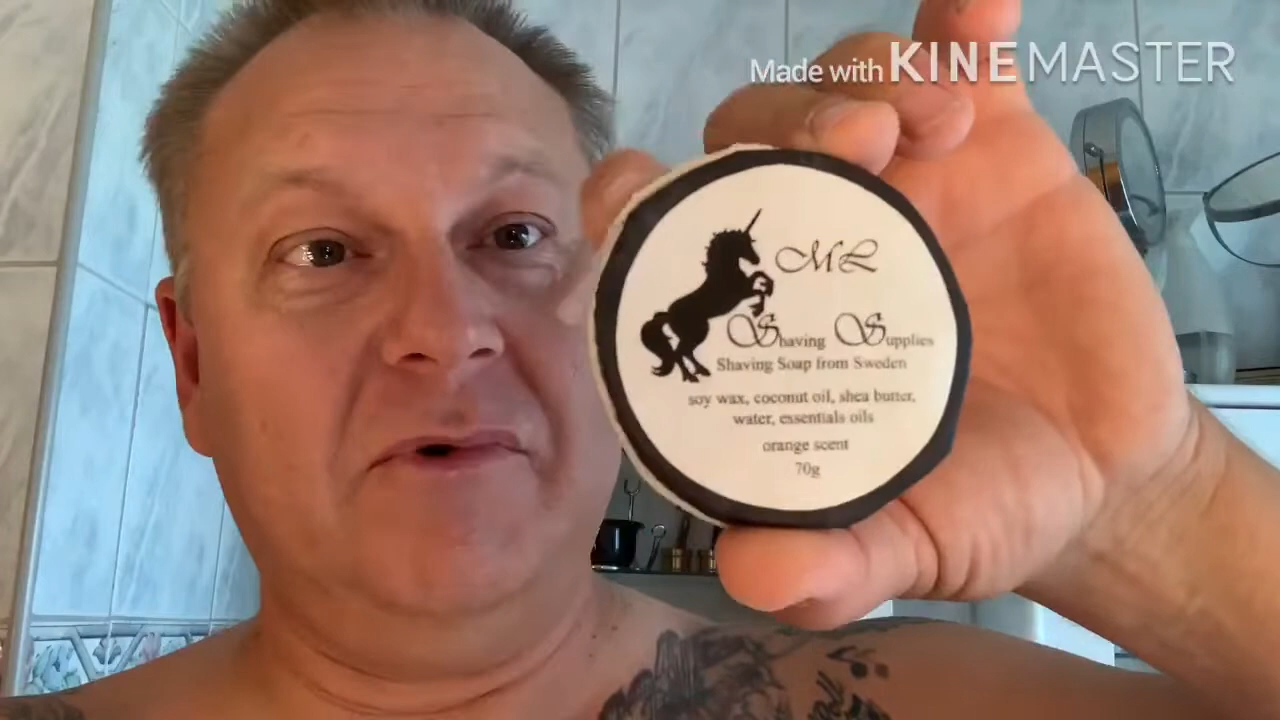 Made with KINEMASTER
ML
Shaving Supplies
Shaving Soap from Sweden
soy wax, coconut oil, shea butter,
water, essentials oils
orange scent
70g